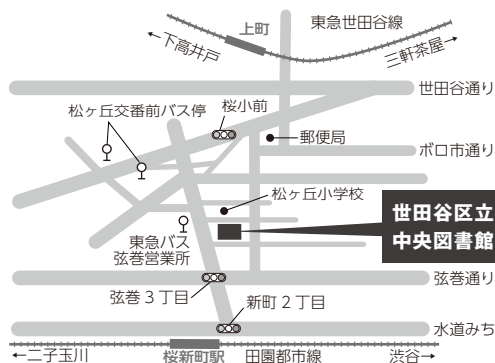 上町
東急世田谷線
←下高井戸
三軒茶屋→
世田谷通り
松ヶ丘交番前バス停
桜小前
郵便局
ボロ市通り
松ヶ丘小学校
世田谷区立
中央図書館
東急バス
弦巻営業所
弦巻通り
弦巻3丁目
新町2丁目
水道みち
←二子玉川
桜新町駅
田園都市線
渋谷→